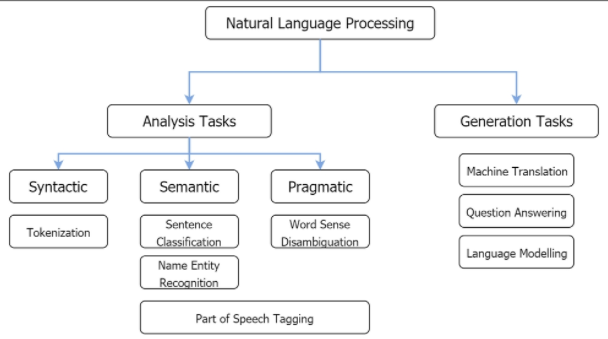 Natural Language Processing
Analysis Tasks
Generation Tasks
Syntactic
Semantic
Pragmatic
Tokenization
Sentence
Classification
Word Sense
Disambiguation
Name Entity
Recognition
Part of Speech Tagging
Machine Translation
Question Answering
Language Modelling